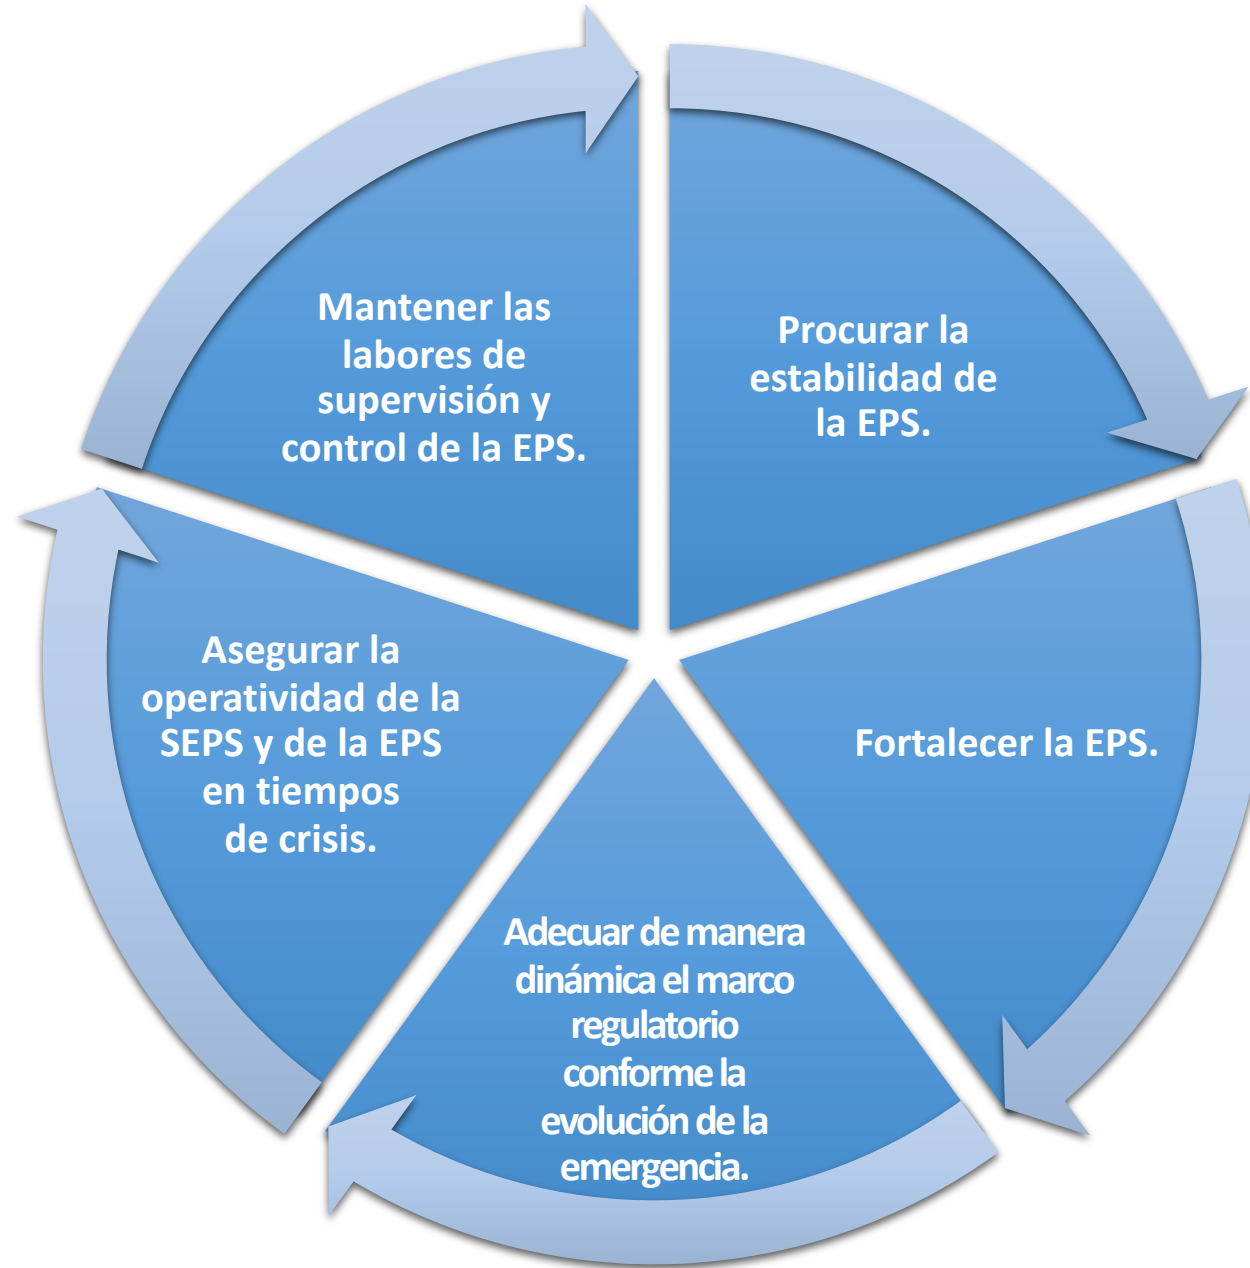 Mantener las
labores de
supervisión y
control de la EPS.
Procurar la
estabilidad de
la EPS.
Asegurar la
operatividad de la
SEPS y de la EPS
en tiempos
de crisis.
Fortalecer la EPS.
Adecuar de manera
dinámica el marco
regulatorio
conforme la
evolución de la
emergencia.